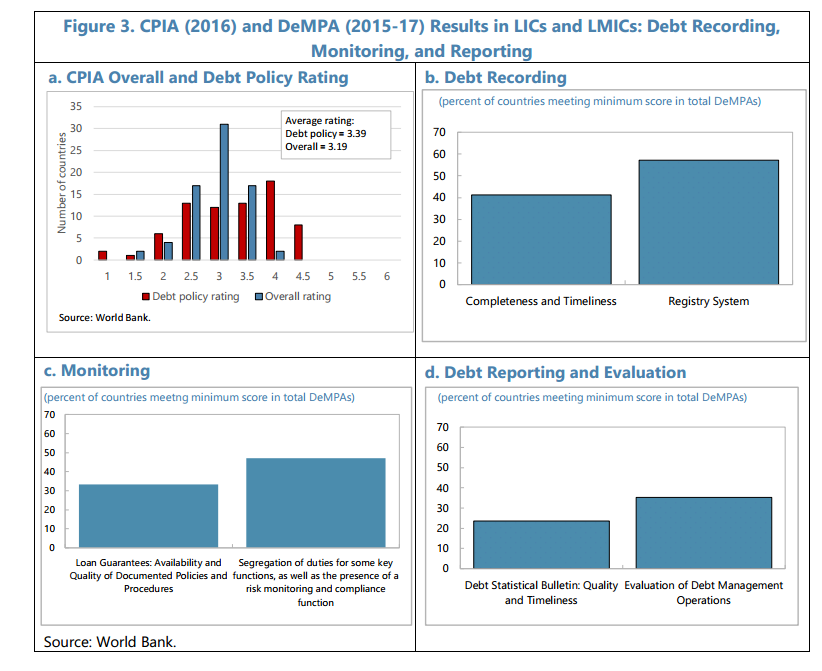 Figure 3. CPIA (2016) and DeMPA (2015-17) Results in LICs and LMICs: Debt Recording,
Monitoring, and Reporting
a. CPIA Overall and Debt Policy Rating
35
30
25
20
15
10
5
0
Number of countries
Average rating:
Debt policy = 3.39
Overall = 3.19
1 1.5 2 2.5 3 3.5 4 4.5 5 5.5 6
Debt policy rating Overall rating
Source: World Bank.
b. Debt Recording
(percent of countries meeting minimum score in total DeMPAs)
70
60
50
40
30
20
10
0
Completeness and Timeliness Registry System
c. Monitoring
(percent of countries meetng minimum score in total DeMPAs)
70
60
50
40
30
20
10
0
Loan Guarantees: Availability and
Quality of Documented Policies and
Procedures
Segregation of duties for some key
functions, as well as the presence of a
risk monitoring and compliance
function
d. Debt Reporting and Evaluation
(percent of countries meeting minimum score in total DeMPAs)
70
60
50
40
30
20
10
0
Debt Statistical Bulletin: Quality
and Timeliness
Evaluation of Debt Management
Operations
Source: World Bank.